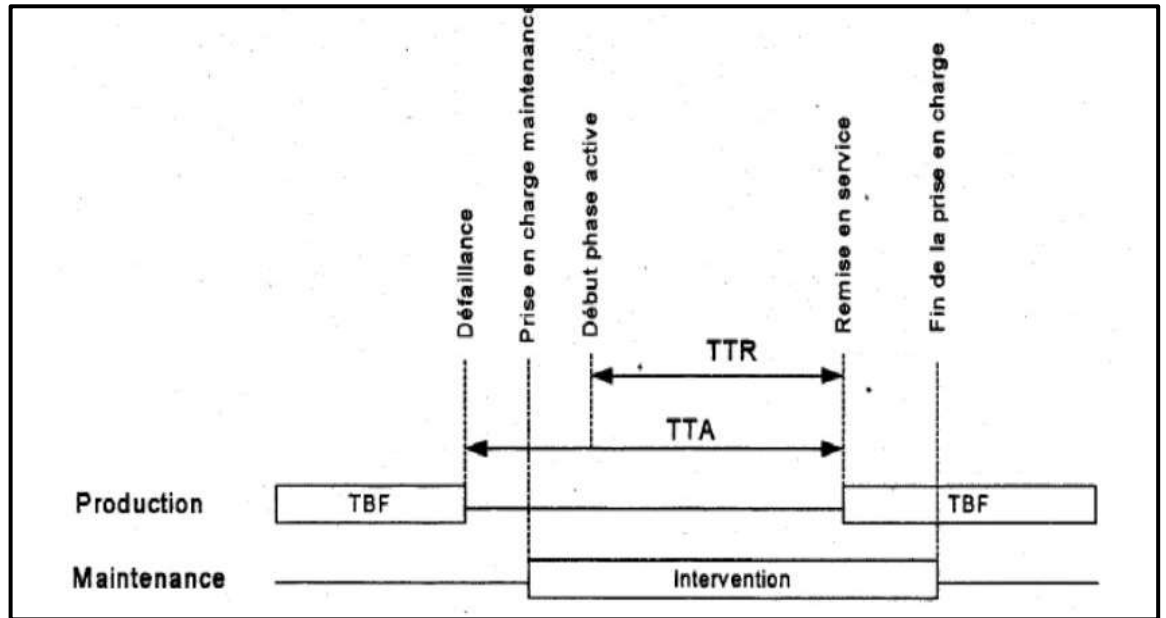 Défaillance
Prise en charge maintenance
Début phase active
Remise en service
Fin de la prise en charge
TTR
TTA
Production
TBF
TBF
Maintenance
Intervention